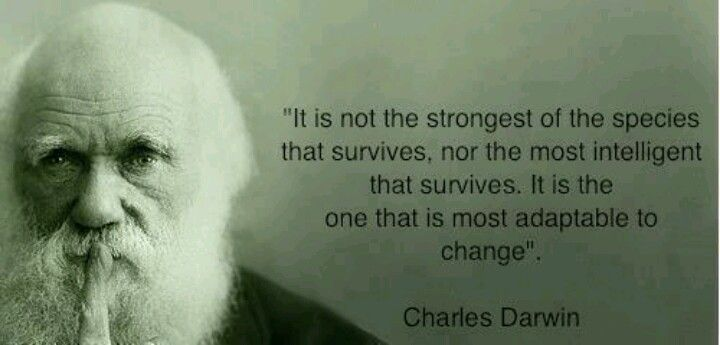 "It is not the strongest of the species
that survives, nor the most intelligent
that survives. It is the
one that is most adaptable to
change".
Charles Darwin